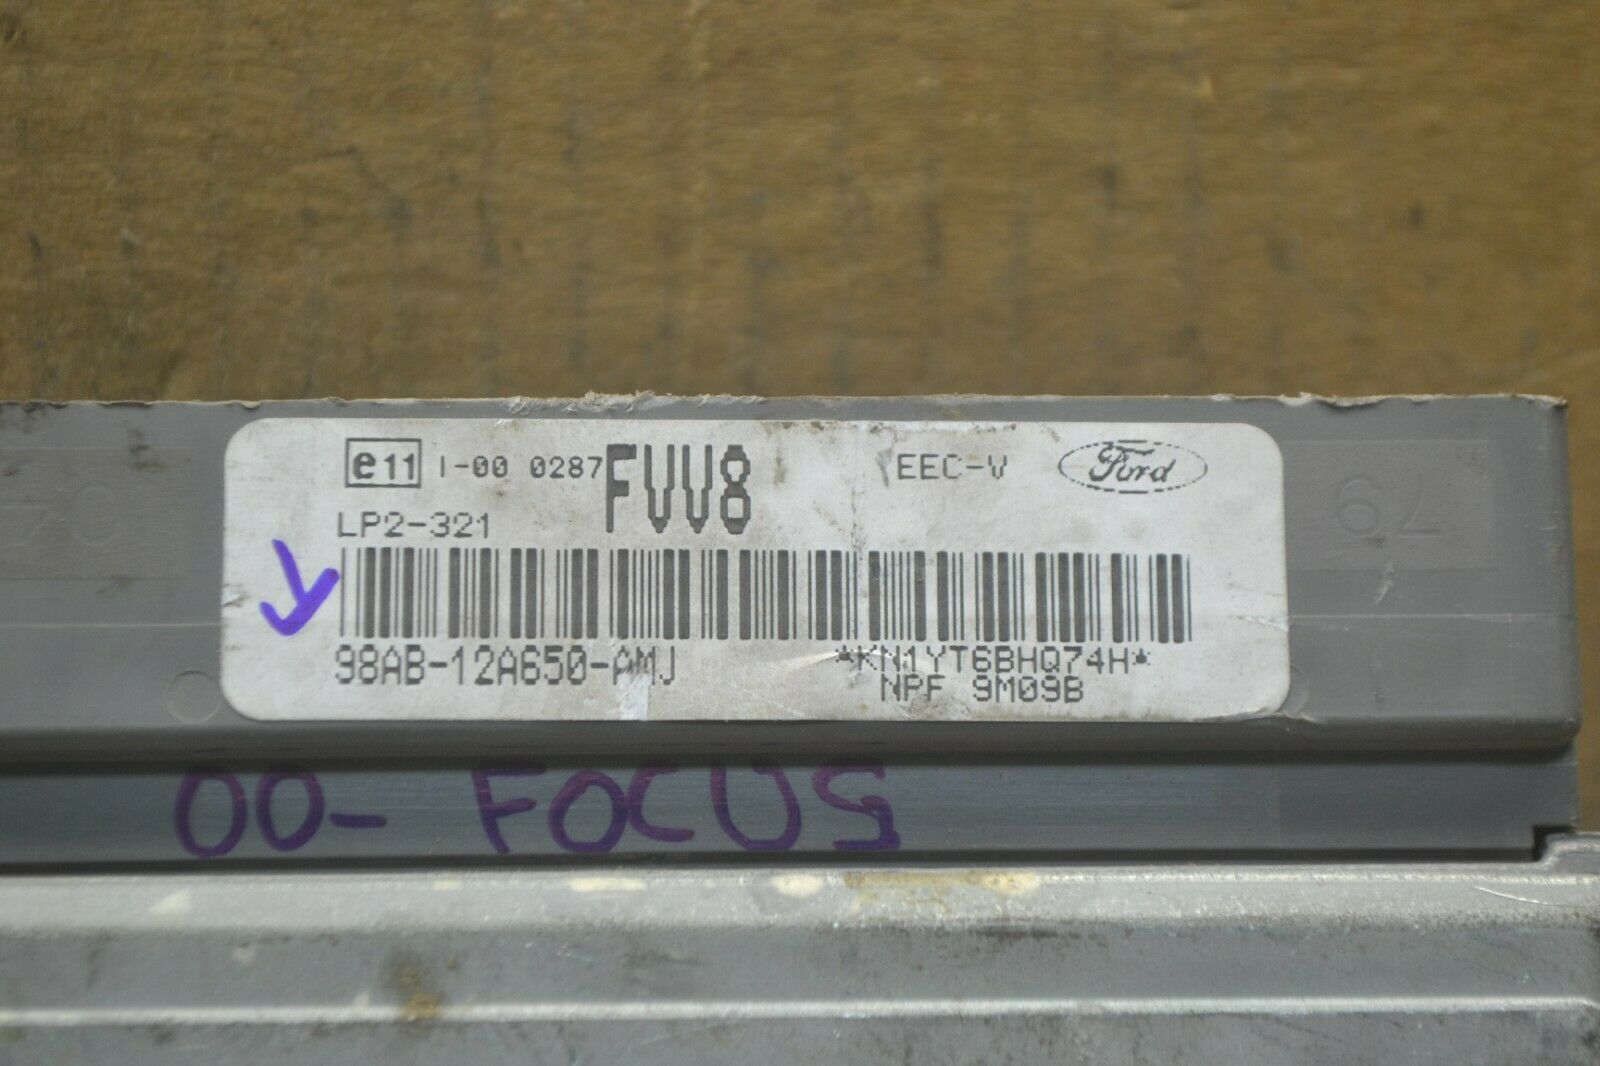 e11 I-00 0287 FVV8 EEC-V Ford
LP2-321
98AB-12A650-AMJ *KN1YT6BHQ74H*
NPF 9M09B
00- FOCUS